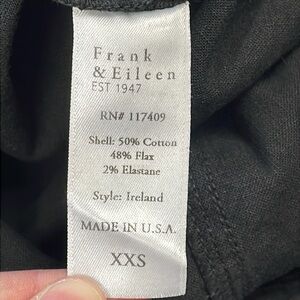 Frank
& Eileen
EST 1947
RN# 117409
Shell: 50% Cotton
48% Flax
2% Elastane
Style: Ireland
MADE IN U.S.A.
XXS